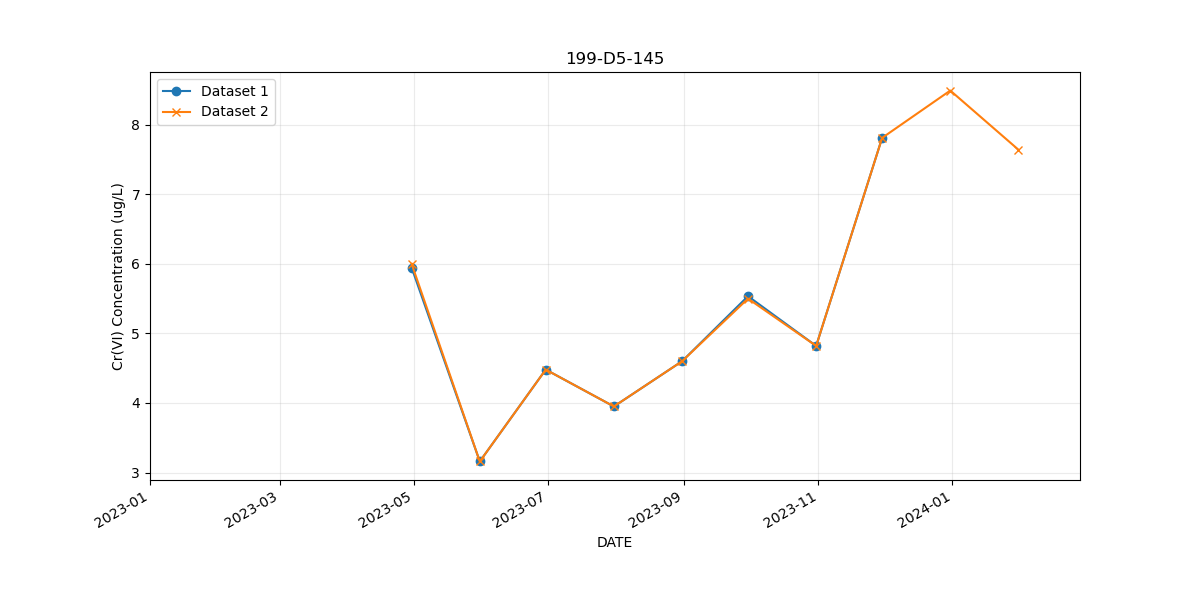 199-D5-145
Dataset 1
Dataset 2
Cr(VI) Concentration (ug/L)
8
7
6
5
4
3
2023-01
2023-03
2023-05
2023-07
2023-09
2023-11
2024-01
DATE